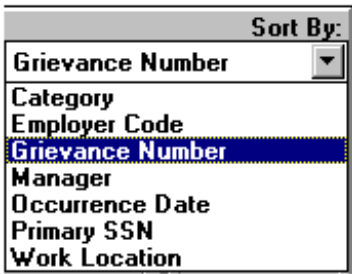 Sort By:
Grievance Number
Category
Employer Code
Grievance Number
Manager
Occurrence Date
Primary SSN
Work Location